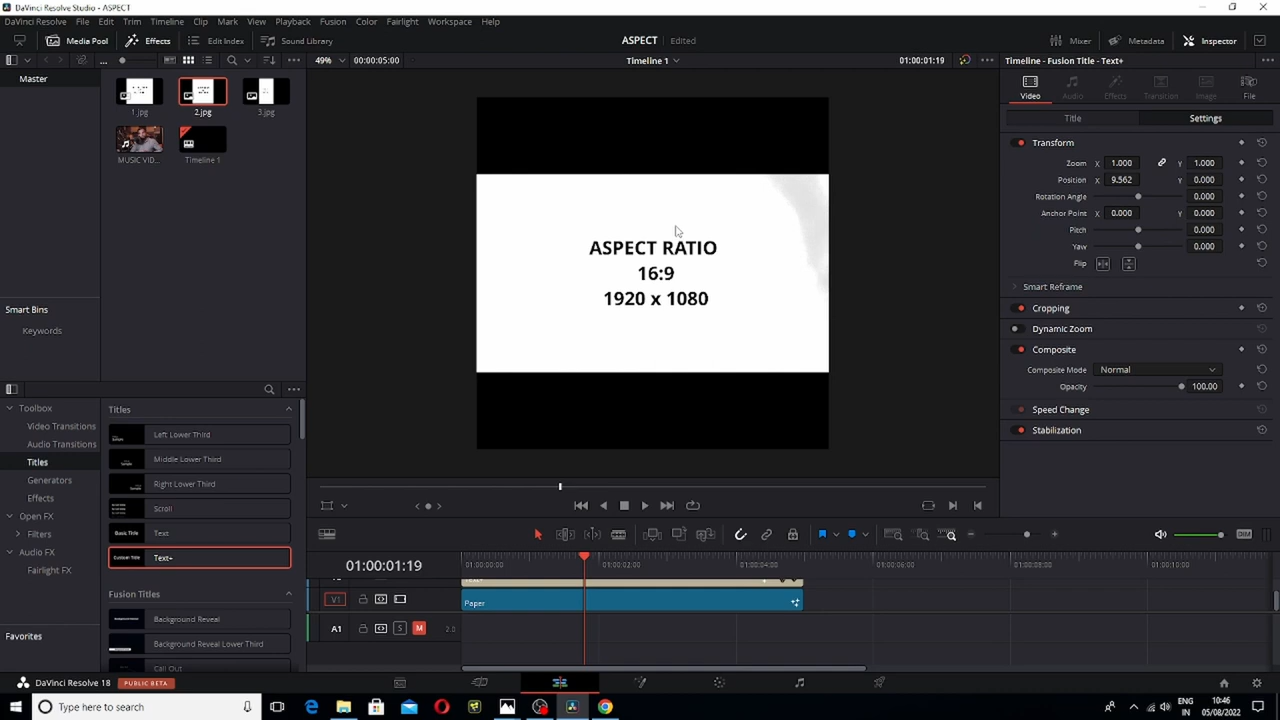 DaVinci Resolve Studio - ASPECT
DaVinci Resolve File Edit Trim Timeline Clip Mark View Playback Fusion Color Fairlight Workspace Help
Media Pool Effects Edit Index Sound Library ASPECT Edited Mixer Metadata Inspector
49% 00:00:05:00 Timeline 1 01:00:01:19 Timeline - Fusion Title - Text+
Master
1.jpg 2.jpg 3.jpg
MUSIC VID... Timeline 1
Smart Bins
Keywords
ASPECT RATIO
16:9
1920 x 1080
Video Audio Effects Transition Image File
Title Settings
Transform
Zoom X 1.000 Y 1.000
Position X 9.562 Y 0.000
Rotation Angle 0.000
Anchor Point X 0.000 Y 0.000
Pitch 0.000
Yaw 0.000
Flip
Smart Reframe
Cropping
Dynamic Zoom
Composite
Composite Mode Normal
Opacity 100.00
Speed Change
Stabilization
Toolbox
Video Transitions
Audio Transitions
Titles
Generators
Effects
Open FX
Filters
Audio FX
Fairlight FX
Favorites
Titles
Left Lower Third
Middle Lower Third
Right Lower Third
Scroll
Basic Title Text
Custom Title Text+
Fusion Titles
Background Reveal
Background Reveal Lower Third
Call Out
DIM
01:00:01:19 01:00:00:00 01:00:02:00 01:00:04:00 01:00:06:00 01:00:08:00 01:00:10:00
V1 Paper
A1 S M 2.0
DaVinci Resolve 18 PUBLIC BETA
Type here to search
ENG 10:46
IN 05/08/2022